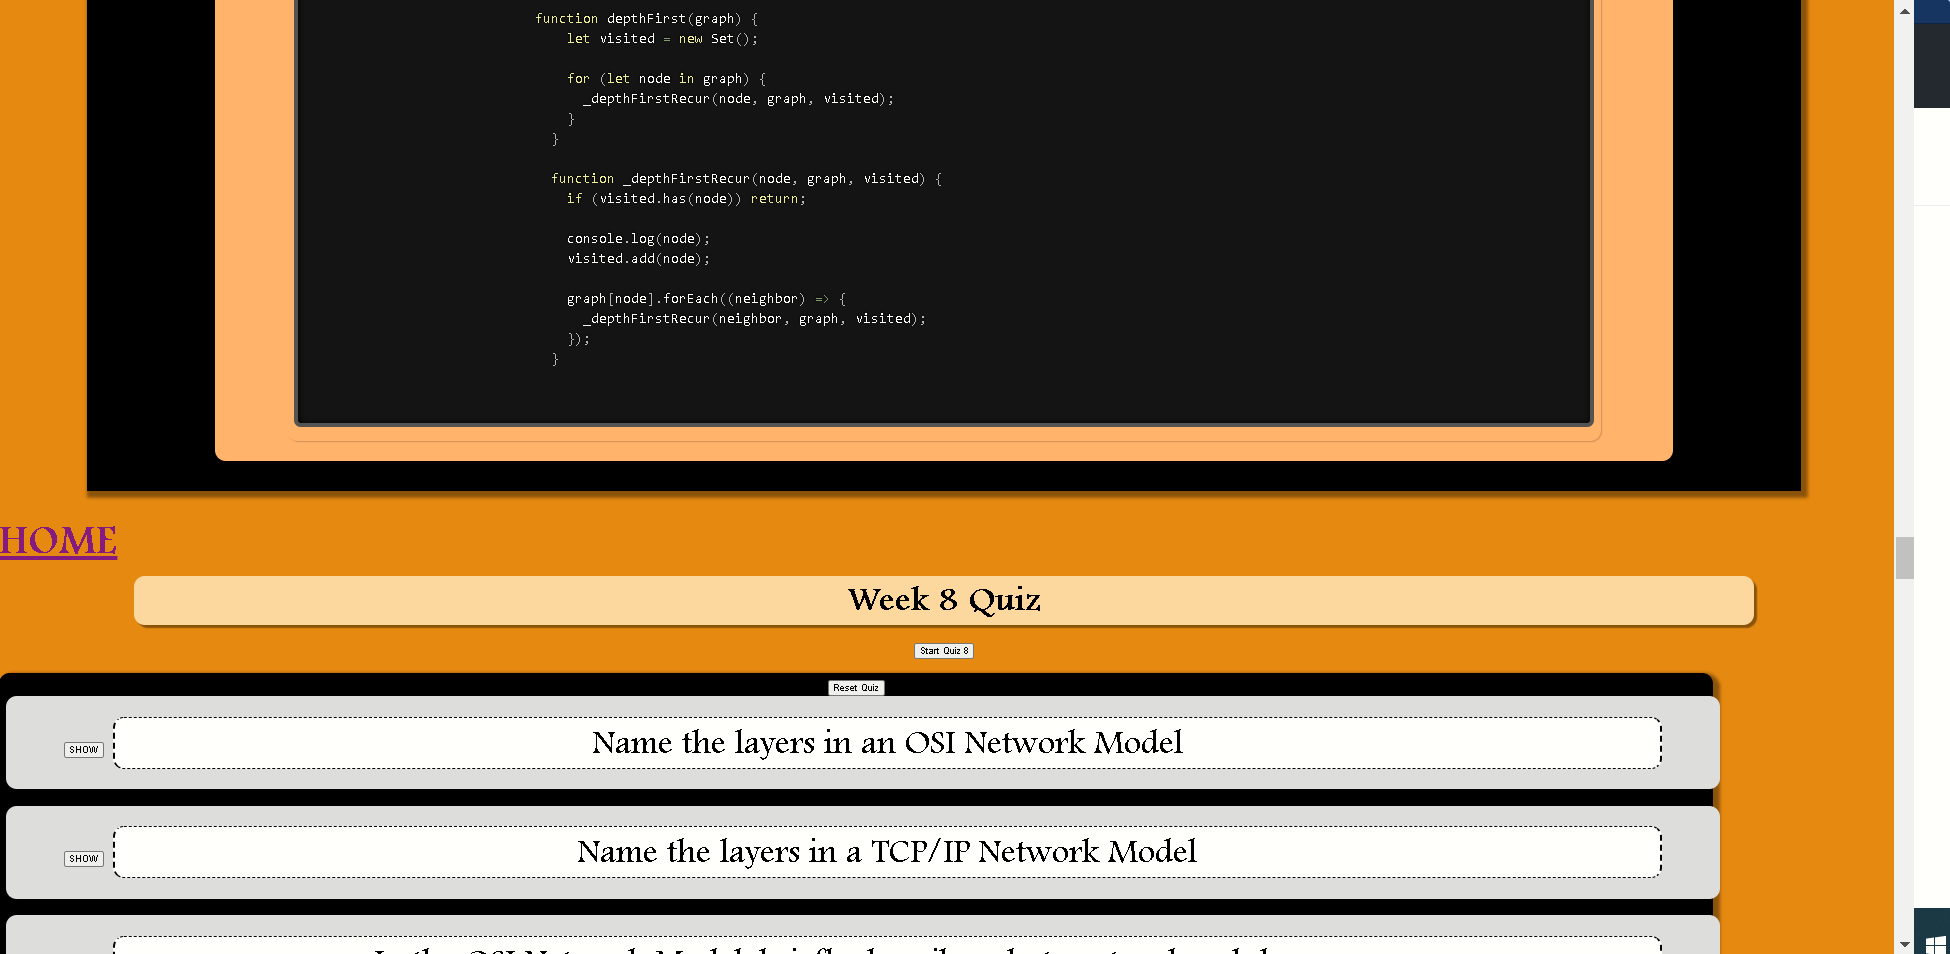 function depthFirst(graph) {
let visited = new Set();
for (let node in graph) {
_depthFirstRecur(node, graph, visited);
}
}
function _depthFirstRecur(node, graph, visited) {
if (visited.has(node)) return;
console.log(node);
visited.add(node);
graph[node].forEach((neighbor) => {
_depthFirstRecur(neighbor, graph, visited);
});
}
HOME
Week 8 Quiz
Start Quiz 8
Reset Quiz
SHOW
Name the layers in an OSI Network Model
SHOW
Name the layers in a TCP/IP Network Model